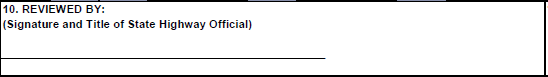 10. REVIEWED BY:
(Signature and Title of State Highway Official)